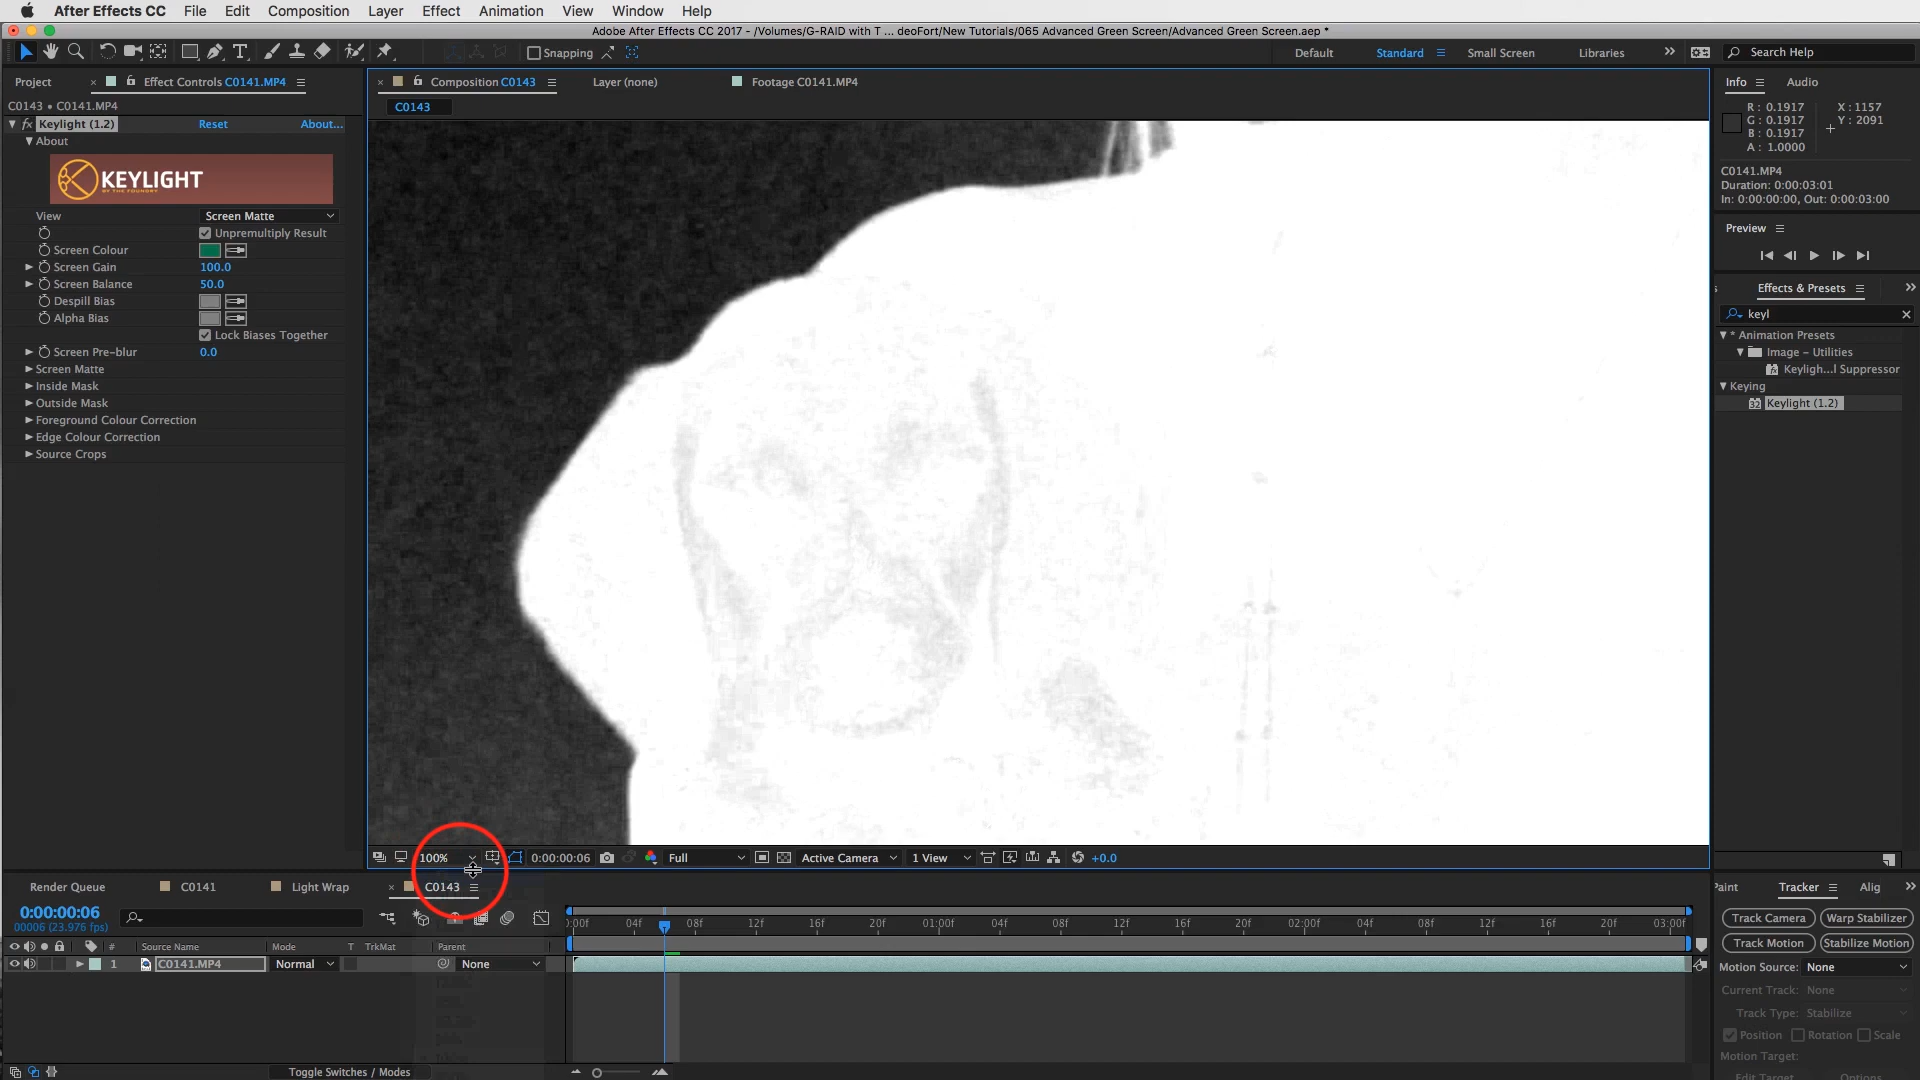 After Effects CC File Edit Composition Layer Effect Animation View Window Help
Adobe After Effects CC 2017 - /Volumes/G-RAID with T ... deoFort/New Tutorials/065 Advanced Green Screen/Advanced Green Screen.aep *
T Snapping Default Standard Small Screen Libraries Search Help
Project × Effect Controls C0141.MP4
C0143 • C0141.MP4
fx Keylight (1.2) Reset About...
About
KEYLIGHT
BY THE FOUNDRY
View Screen Matte
Unpremultiply Result
Screen Colour
Screen Gain 100.0
Screen Balance 50.0
Despill Bias
Alpha Bias
Lock Biases Together
Screen Pre-blur 0.0
Screen Matte
Inside Mask
Outside Mask
Foreground Colour Correction
Edge Colour Correction
Source Crops
× Composition C0143 Layer (none) Footage C0141.MP4
C0143
100% 0:00:00:06 Full Active Camera 1 View +0.0
Info Audio
R : 0.1917 X : 1157
G : 0.1917 Y : 2091
B : 0.1917
A : 1.0000
C0141.MP4
Duration: 0:00:03:01
In: 0:00:00:00, Out: 0:00:03:00
Preview
Effects & Presets
keyl
* Animation Presets
Image – Utilities
Keyligh...l Suppressor
Keying
32 Keylight (1.2)
Render Queue C0141 Light Wrap × C0143
0:00:00:06
00006 (23.976 fps)
# Source Name Mode T TrkMat Parent
1 C0141.MP4 Normal None
Toggle Switches / Modes
:00f 04f 08f 12f 16f 20f 01:00f 04f 08f 12f 16f 20f 02:00f 04f 08f 12f 16f 20f 03:00f
Paint Tracker Alig
Track Camera Warp Stabilizer
Track Motion Stabilize Motion
Motion Source: None
Current Track: None
Track Type: Stabilize
Position Rotation Scale
Motion Target:
Edit Target... Options...